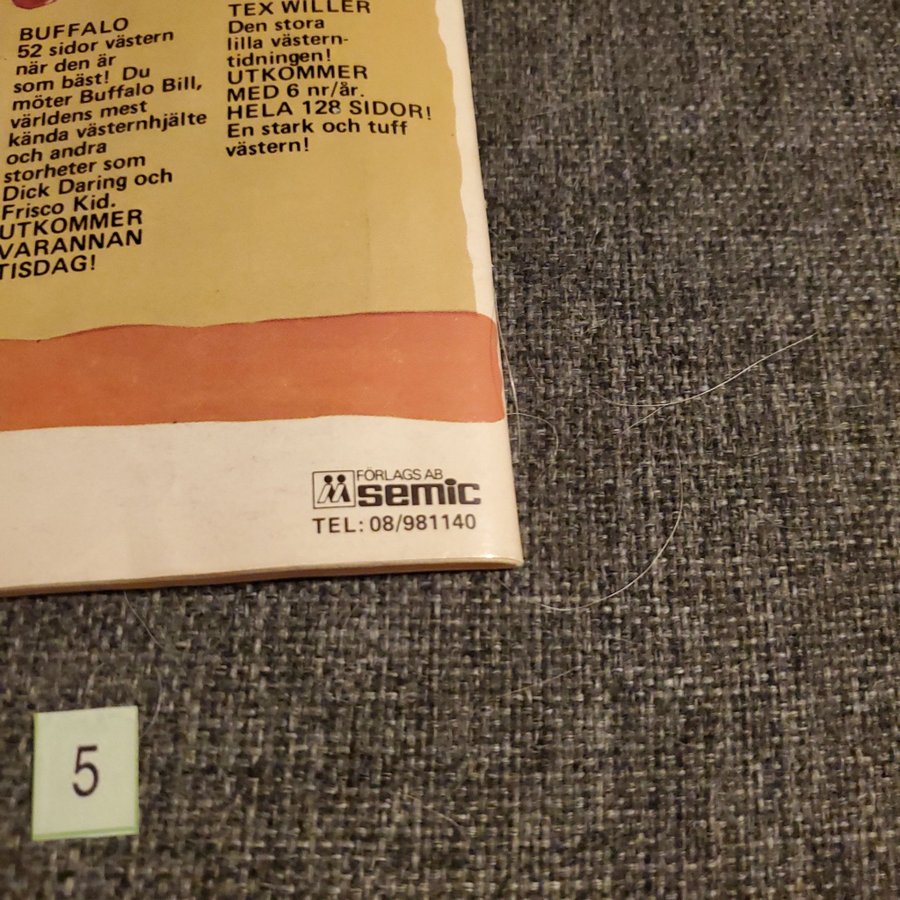 BUFFALO
52 sidor västern
när den är
som bäst! Du
möter Buffalo Bill,
världens mest
kända västernhjälte
och andra
storheter som
Dick Daring och
Frisco Kid.
UTKOMMER
VARANNAN
TISDAG!
TEX WILLER
Den stora
lilla västern-
tidningen!
UTKOMMER
MED 6 nr/år.
HELA 128 SIDOR!
En stark och tuff
västern!
FÖRLAGS AB
semic
TEL: 08/981140
5